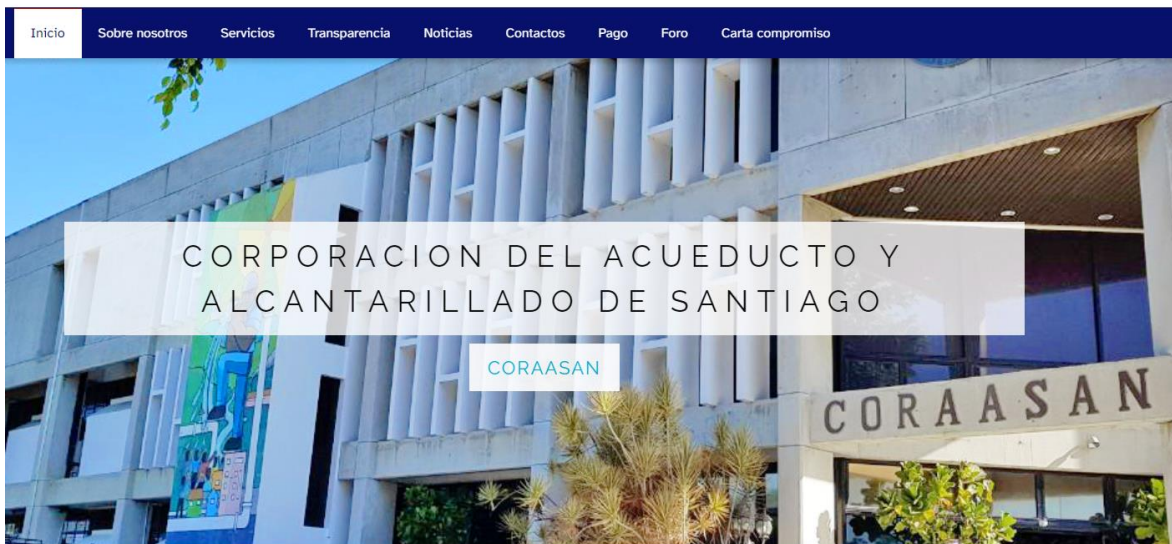 Inicio Sobre nosotros Servicios Transparencia Noticias Contactos Pago Foro Carta compromiso
CORPORACION DEL ACUEDUCTO Y
ALCANTARILLADO DE SANTIAGO
CORAASAN
CORAASAN